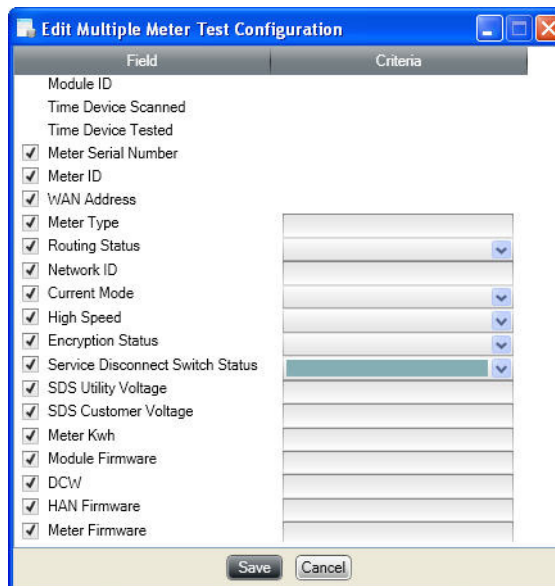 Edit Multiple Meter Test Configuration
Field Criteria
Module ID
Time Device Scanned
Time Device Tested
Meter Serial Number
Meter ID
WAN Address
Meter Type
Routing Status
Network ID
Current Mode
High Speed
Encryption Status
Service Disconnect Switch Status
SDS Utility Voltage
SDS Customer Voltage
Meter Kwh
Module Firmware
DCW
HAN Firmware
Meter Firmware
Save Cancel